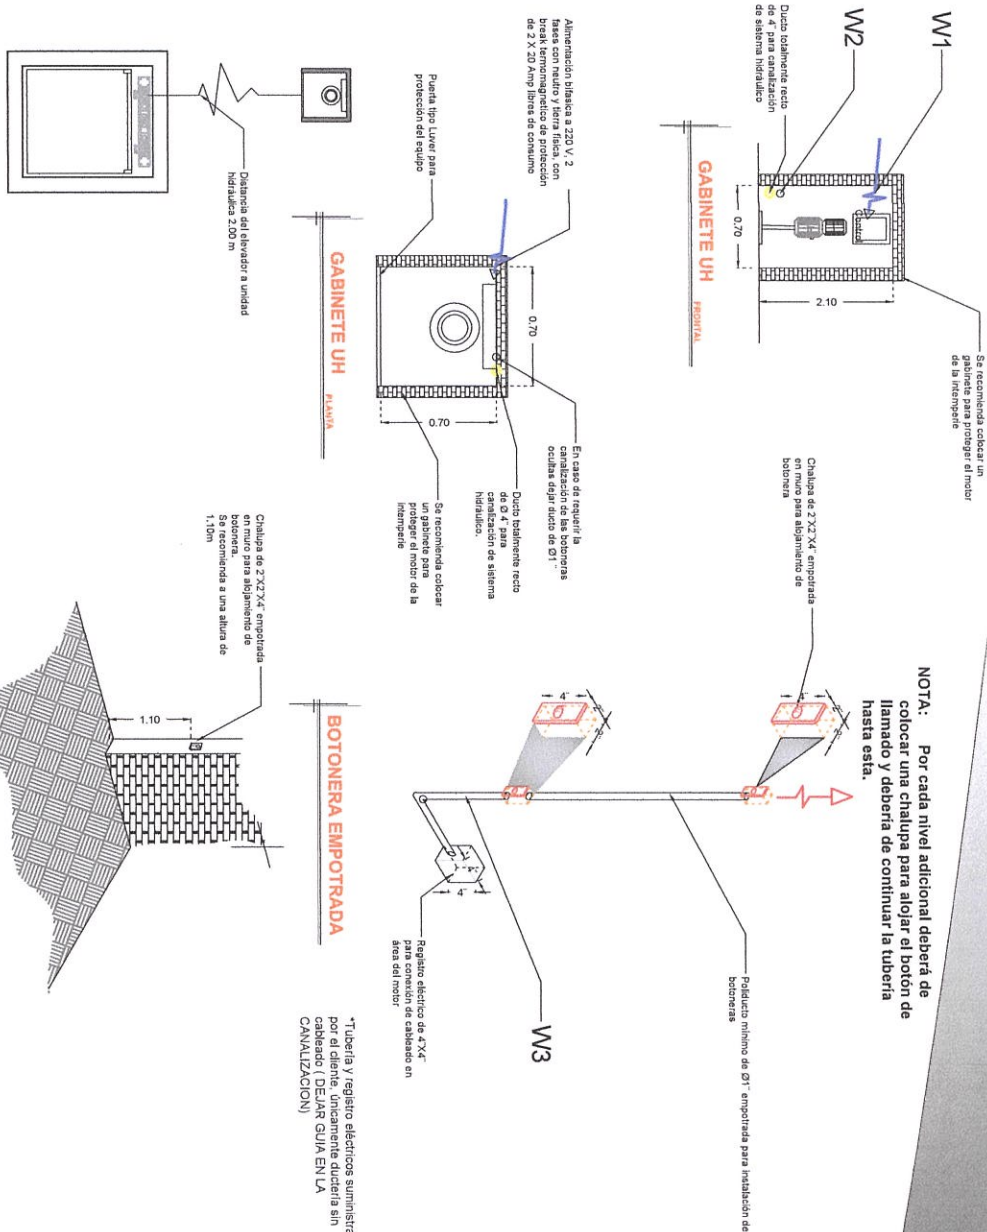 W1
W2
Ducto totalmente recto
de 4" para canalización
de sistema hidráulico
Control
0.70
2.10
Se recomienda colocar un
gabinete para proteger el motor
de la intemperie
GABINETE UH FRONTAL
Alimentación bifasica a 220 V, 2
fases con neutro y tierra física, con
break termomagnetico de protección
de 2 X 20 Amp libres de consumo
Puerta tipo Luver para
protección del equipo
0.70
0.70
En caso de requerir la
canalización de las botoneras
ocultas dejar ducto de Ø1"
Ducto totalmente recto
de Ø 4" para
canalización de sistema
hidráulico.
Se recomienda colocar
un gabinete para
proteger el motor de la
intemperie
GABINETE UH PLANTA
Distancia del elevador a unidad
hidráulica 2.00 m
NOTA: Por cada nivel adicional deberá de
colocar una chalupa para alojar el botón de
llamado y debería de continuar la tubería
hasta esta.
Chalupa de 2"X2"X4" empotrada
en muro para alojamiento de
botonera
4"
2"
2"
4"
2"
2"
Poliducto mínimo de Ø1" empotrada para instalación de
botoneras
W3
4"
4"
Registro eléctrico de 4"X4"
para conexión de cableado en
área del motor
Chalupa de 2"X2"X4" empotrada
en muro para alojamiento de
botonera.
Se recomienda a una altura de
1.10m
1.10
BOTONERA EMPOTRADA
*Tubería y registro eléctricos suministra
por el cliente, únicamente ductería sin
cableado ( DEJAR GUIA EN LA
CANALIZACION)